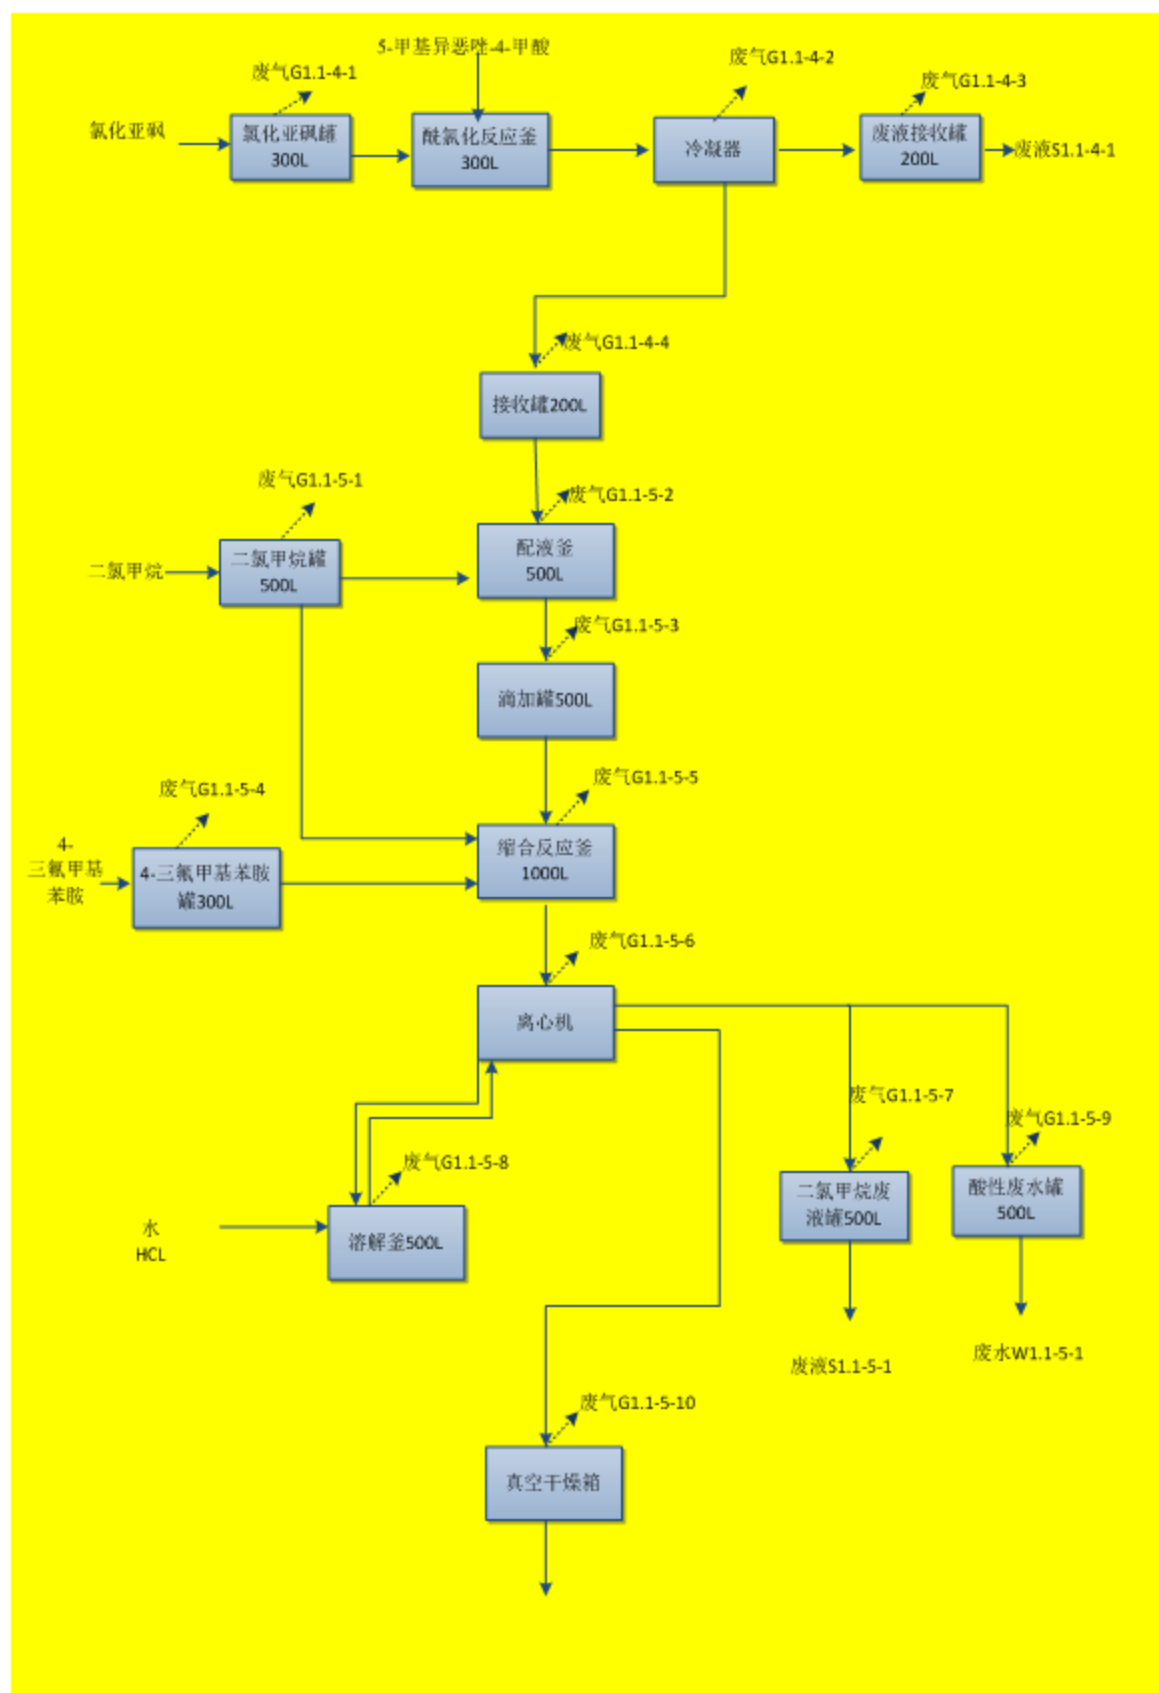 5-甲基异恶唑-4-甲酸
废气G1.1-4-1
废气G1.1-4-2
废气G1.1-4-3
氯化亚砜
氯化亚砜罐
300L
酰氯化反应釜
300L
冷凝器
废液接收罐
200L
废液S1.1-4-1
废气G1.1-4-4
接收罐200L
废气G1.1-5-1
废气G1.1-5-2
二氯甲烷
二氯甲烷罐
500L
配液釜
500L
废气G1.1-5-3
滴加罐500L
废气G1.1-5-4
废气G1.1-5-5
4-
三氟甲基
苯胺
4-三氟甲基苯胺
罐300L
缩合反应釜
1000L
废气G1.1-5-6
离心机
废气G1.1-5-7
废气G1.1-5-9
废气G1.1-5-8
二氯甲烷废
液罐500L
酸性废水罐
500L
水
HCL
溶解釜500L
废液S1.1-5-1
废水W1.1-5-1
废气G1.1-5-10
真空干燥箱